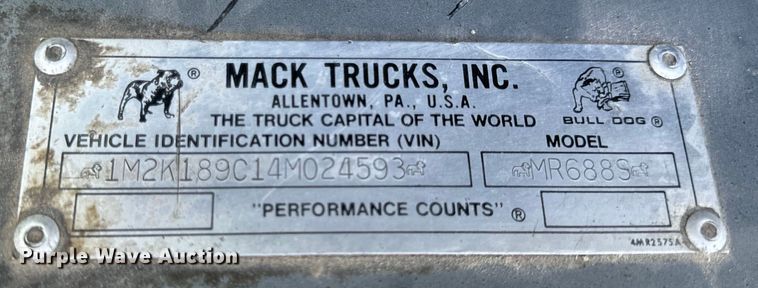 MACK TRUCKS, INC.
ALLENTOWN, PA., U.S.A.
THE TRUCK CAPITAL OF THE WORLD
BULL DOG ®
VEHICLE IDENTIFICATION NUMBER (VIN) MODEL
1M2K189C14M024593 MR688S
"PERFORMANCE COUNTS" ®
4MR2575A
Purple Wave Auction